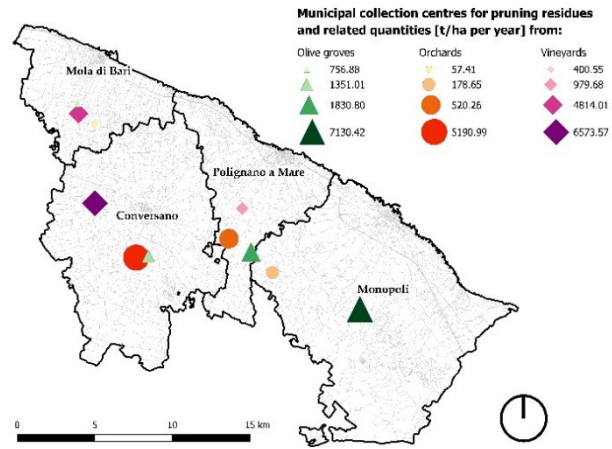 Municipal collection centres for pruning residues
and related quantities [t/ha per year] from:
Olive groves Orchards Vineyards
756.88 57.41 400.55
1351.01 178.65 979.68
1830.80 520.26 4814.01
7130.42 5190.99 6573.57
Mola di Bari
Polignano a Mare
Conversano
Monopoli
0 5 10 15 km